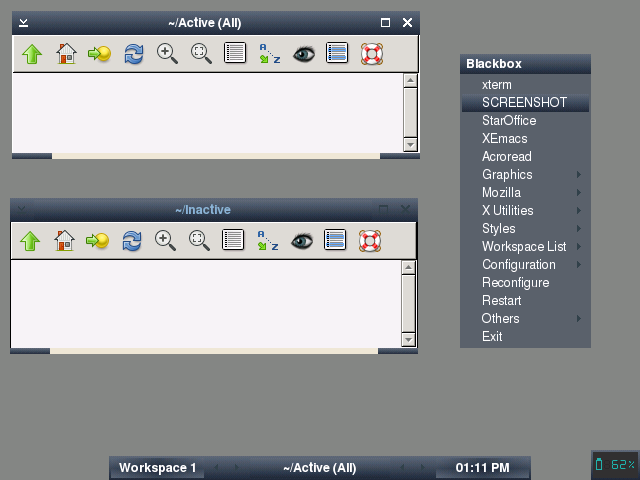 ~/Active (All)
A
Z
~/Inactive
A
Z
Blackbox
xterm
SCREENSHOT
StarOffice
XEmacs
Acroread
Graphics
Mozilla
X Utilities
Styles
Workspace List
Configuration
Reconfigure
Restart
Others
Exit
Workspace 1
~/Active (All)
01:11 PM
62%